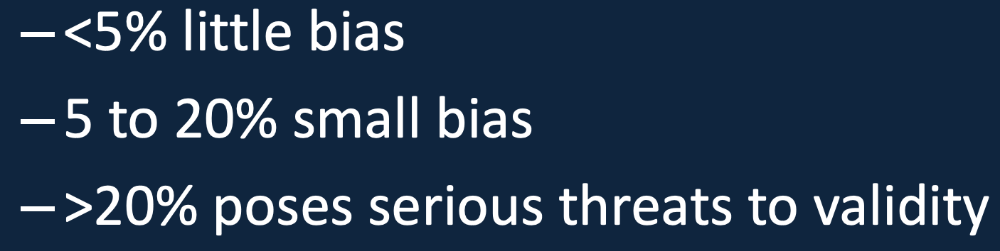 –<5% little bias
–5 to 20% small bias
–>20% poses serious threats to validity